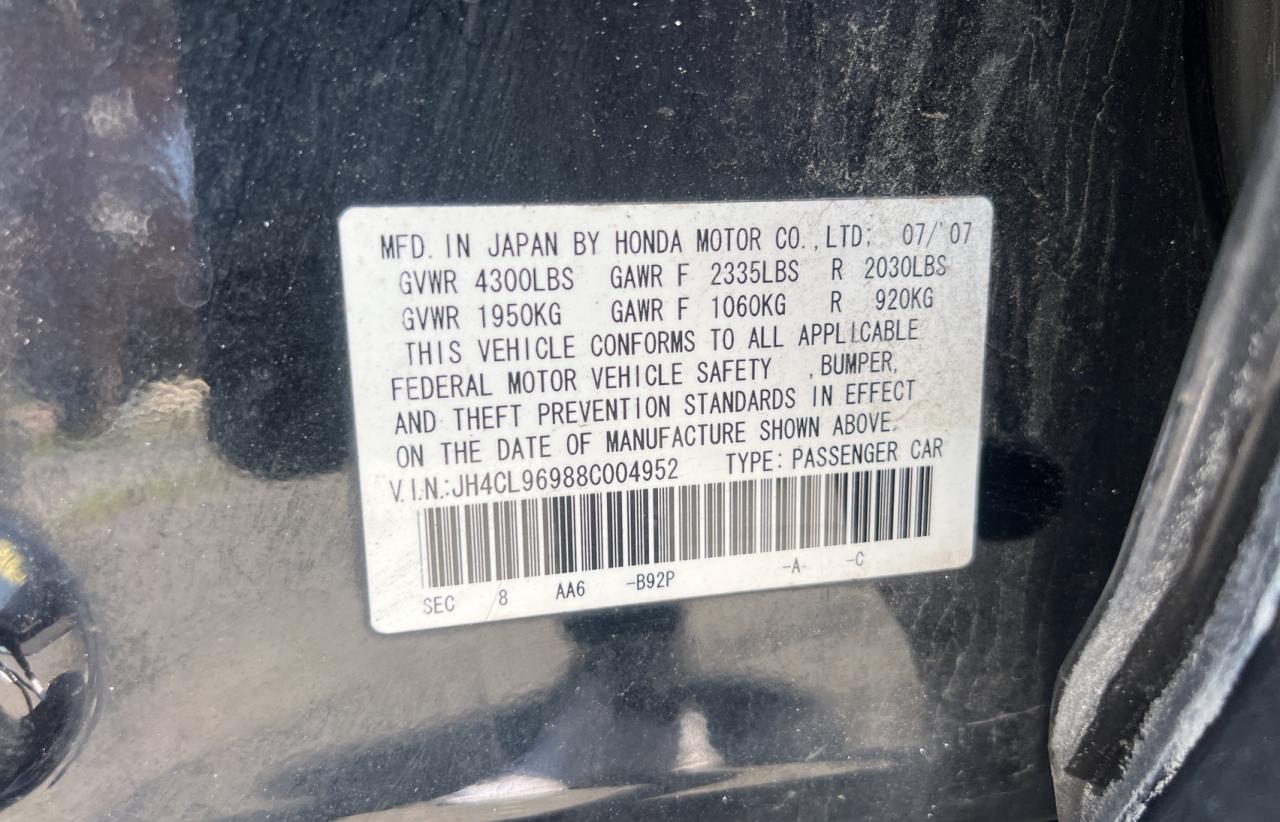 MFD. IN JAPAN BY HONDA MOTOR CO.,LTD. 07/'07
GVWR 4300LBS GAWR F 2335LBS R 2030LBS
GVWR 1950KG GAWR F 1060KG R 920KG
THIS VEHICLE CONFORMS TO ALL APPLICABLE
FEDERAL MOTOR VEHICLE SAFETY ,BUMPER,
AND THEFT PREVENTION STANDARDS IN EFFECT
ON THE DATE OF MANUFACTURE SHOWN ABOVE.
V.I.N.:JH4CL96988C004952 TYPE: PASSENGER CAR
SEC 8 AA6 -B92P -A- -C